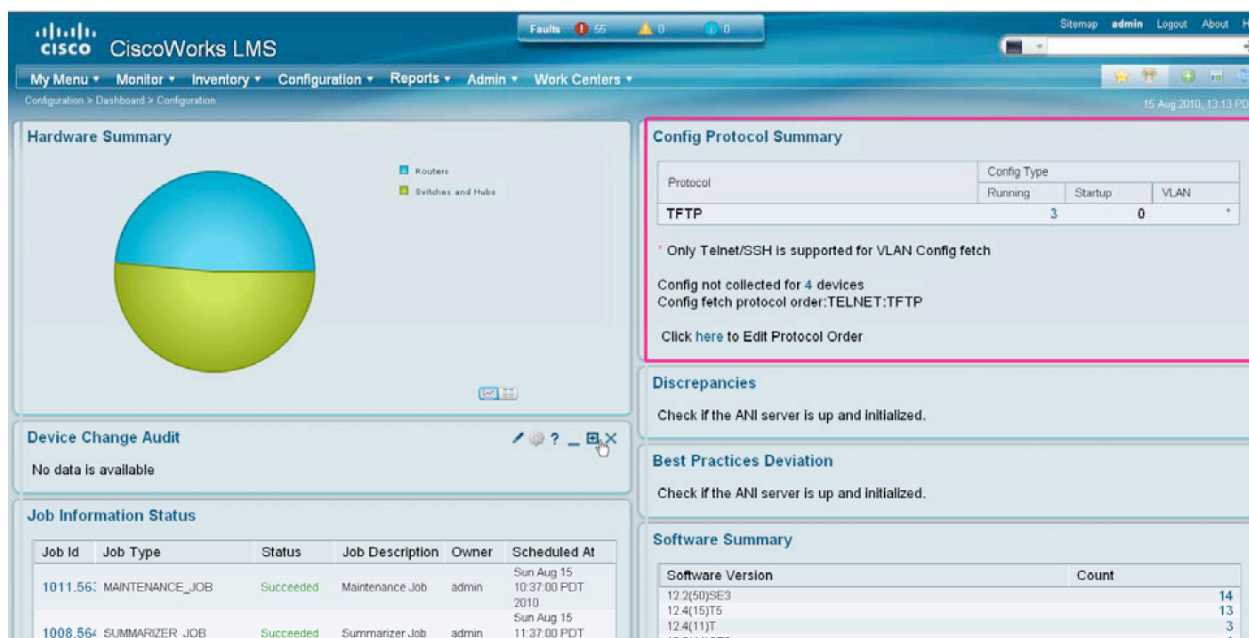 Faults 55 0 0
Sitemap admin Logout About
CISCO CiscoWorks LMS
My Menu Monitor Inventory Configuration Reports Admin Work Centers
Configuration > Dashboard > Configuration
15 Aug 2010, 13:13
Hardware Summary
Routers
Switches and Hubs
Device Change Audit
No data is available
Job Information Status
Job Id Job Type Status Job Description Owner Scheduled At
1011.56 MAINTENANCE_JOB Succeeded Maintenance Job admin Sun Aug 15
10:37:00 PDT
2010
1008.56 SUMMARIZER JOB Succeeded Summarizer Job admin Sun Aug 15
11:37:00 PDT
Config Protocol Summary
Protocol Config Type
Running Startup VLAN
TFTP 3 0 *
* Only Telnet/SSH is supported for VLAN Config fetch
Config not collected for 4 devices
Config fetch protocol order:TELNET:TFTP
Click here to Edit Protocol Order
Discrepancies
Check if the ANI server is up and initialized.
Best Practices Deviation
Check if the ANI server is up and initialized.
Software Summary
Software Version Count
12.2(50)SE3 14
12.4(15)T5 13
12.4(11)T 3